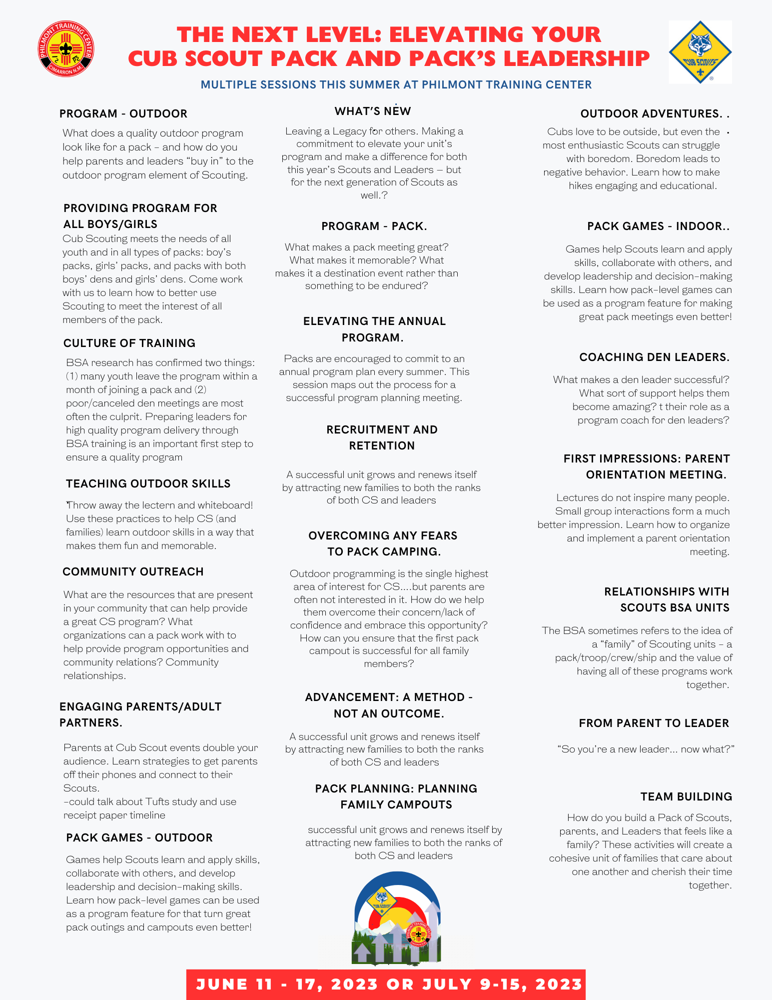 PHILMONT TRAINING CENTER
CIMARRON N.M.
THE NEXT LEVEL: ELEVATING YOUR
CUB SCOUT PACK AND PACK'S LEADERSHIP
CUB SCOUTS
®
MULTIPLE SESSIONS THIS SUMMER AT PHILMONT TRAINING CENTER
PROGRAM - OUTDOOR
What does a quality outdoor program
look like for a pack – and how do you
help parents and leaders “buy in” to the
outdoor program element of Scouting.
PROVIDING PROGRAM FOR
ALL BOYS/GIRLS
Cub Scouting meets the needs of all
youth and in all types of packs: boy's
packs, girls' packs, and packs with both
boys' dens and girls' dens. Come work
with us to learn how to better use
Scouting to meet the interest of all
members of the pack.
CULTURE OF TRAINING
BSA research has confirmed two things:
(1) many youth leave the program within a
month of joining a pack and (2)
poor/canceled den meetings are most
often the culprit. Preparing leaders for
high quality program delivery through
BSA training is an important first step to
ensure a quality program
TEACHING OUTDOOR SKILLS
Throw away the lectern and whiteboard!
Use these practices to help CS (and
families) learn outdoor skills in a way that
makes them fun and memorable.
COMMUNITY OUTREACH
What are the resources that are present
in your community that can help provide
a great CS program? What
organizations can a pack work with to
help provide program opportunities and
community relations? Community
relationships.
ENGAGING PARENTS/ADULT
PARTNERS.
Parents at Cub Scout events double your
audience. Learn strategies to get parents
off their phones and connect to their
Scouts.
-could talk about Tufts study and use
receipt paper timeline
PACK GAMES - OUTDOOR
Games help Scouts learn and apply skills,
collaborate with others, and develop
leadership and decision-making skills.
Learn how pack-level games can be used
as a program feature for that turn great
pack outings and campouts even better!
WHAT'S NEW
Leaving a Legacy for others. Making a
commitment to elevate your unit's
program and make a difference for both
this year's Scouts and Leaders – but
for the next generation of Scouts as
well.?
PROGRAM - PACK.
What makes a pack meeting great?
What makes it memorable? What
makes it a destination event rather than
something to be endured?
ELEVATING THE ANNUAL
PROGRAM.
Packs are encouraged to commit to an
annual program plan every summer. This
session maps out the process for a
successful program planning meeting.
RECRUITMENT AND
RETENTION
A successful unit grows and renews itself
by attracting new families to both the ranks
of both CS and leaders
OVERCOMING ANY FEARS
TO PACK CAMPING.
Outdoor programming is the single highest
area of interest for CS....but parents are
often not interested in it. How do we help
them overcome their concern/lack of
confidence and embrace this opportunity?
How can you ensure that the first pack
campout is successful for all family
members?
ADVANCEMENT: A METHOD -
NOT AN OUTCOME.
A successful unit grows and renews itself
by attracting new families to both the ranks
of both CS and leaders
PACK PLANNING: PLANNING
FAMILY CAMPOUTS
successful unit grows and renews itself by
attracting new families to both the ranks of
both CS and leaders
CUB SCOUTS
PHILMONT TRAINING CENTER
CIMARRON N.M.
OUTDOOR ADVENTURES. .
Cubs love to be outside, but even the
most enthusiastic Scouts can struggle
with boredom. Boredom leads to
negative behavior. Learn how to make
hikes engaging and educational.
PACK GAMES - INDOOR..
Games help Scouts learn and apply
skills, collaborate with others, and
develop leadership and decision-making
skills. Learn how pack-level games can
be used as a program feature for making
great pack meetings even better!
COACHING DEN LEADERS.
What makes a den leader successful?
What sort of support helps them
become amazing? t their role as a
program coach for den leaders?
FIRST IMPRESSIONS: PARENT
ORIENTATION MEETING.
Lectures do not inspire many people.
Small group interactions form a much
better impression. Learn how to organize
and implement a parent orientation
meeting.
RELATIONSHIPS WITH
SCOUTS BSA UNITS
The BSA sometimes refers to the idea of
a “family” of Scouting units - a
pack/troop/crew/ship and the value of
having all of these programs work
together.
FROM PARENT TO LEADER
“So you're a new leader... now what?”
TEAM BUILDING
How do you build a Pack of Scouts,
parents, and Leaders that feels like a
family? These activities will create a
cohesive unit of families that care about
one another and cherish their time
together.
JUNE 11 - 17, 2023 OR JULY 9-15, 2023